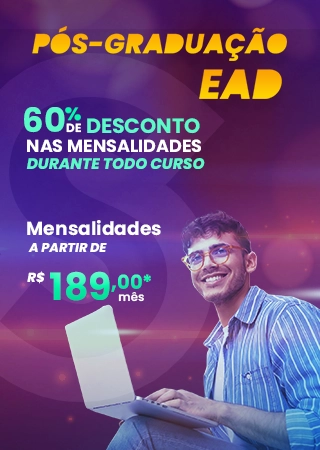 PÓS-GRADUAÇÃO
EAD
60% DE DESCONTO
NAS MENSALIDADES
DURANTE TODO CURSO
Mensalidades
A PARTIR DE
R$ 189,00*
mês